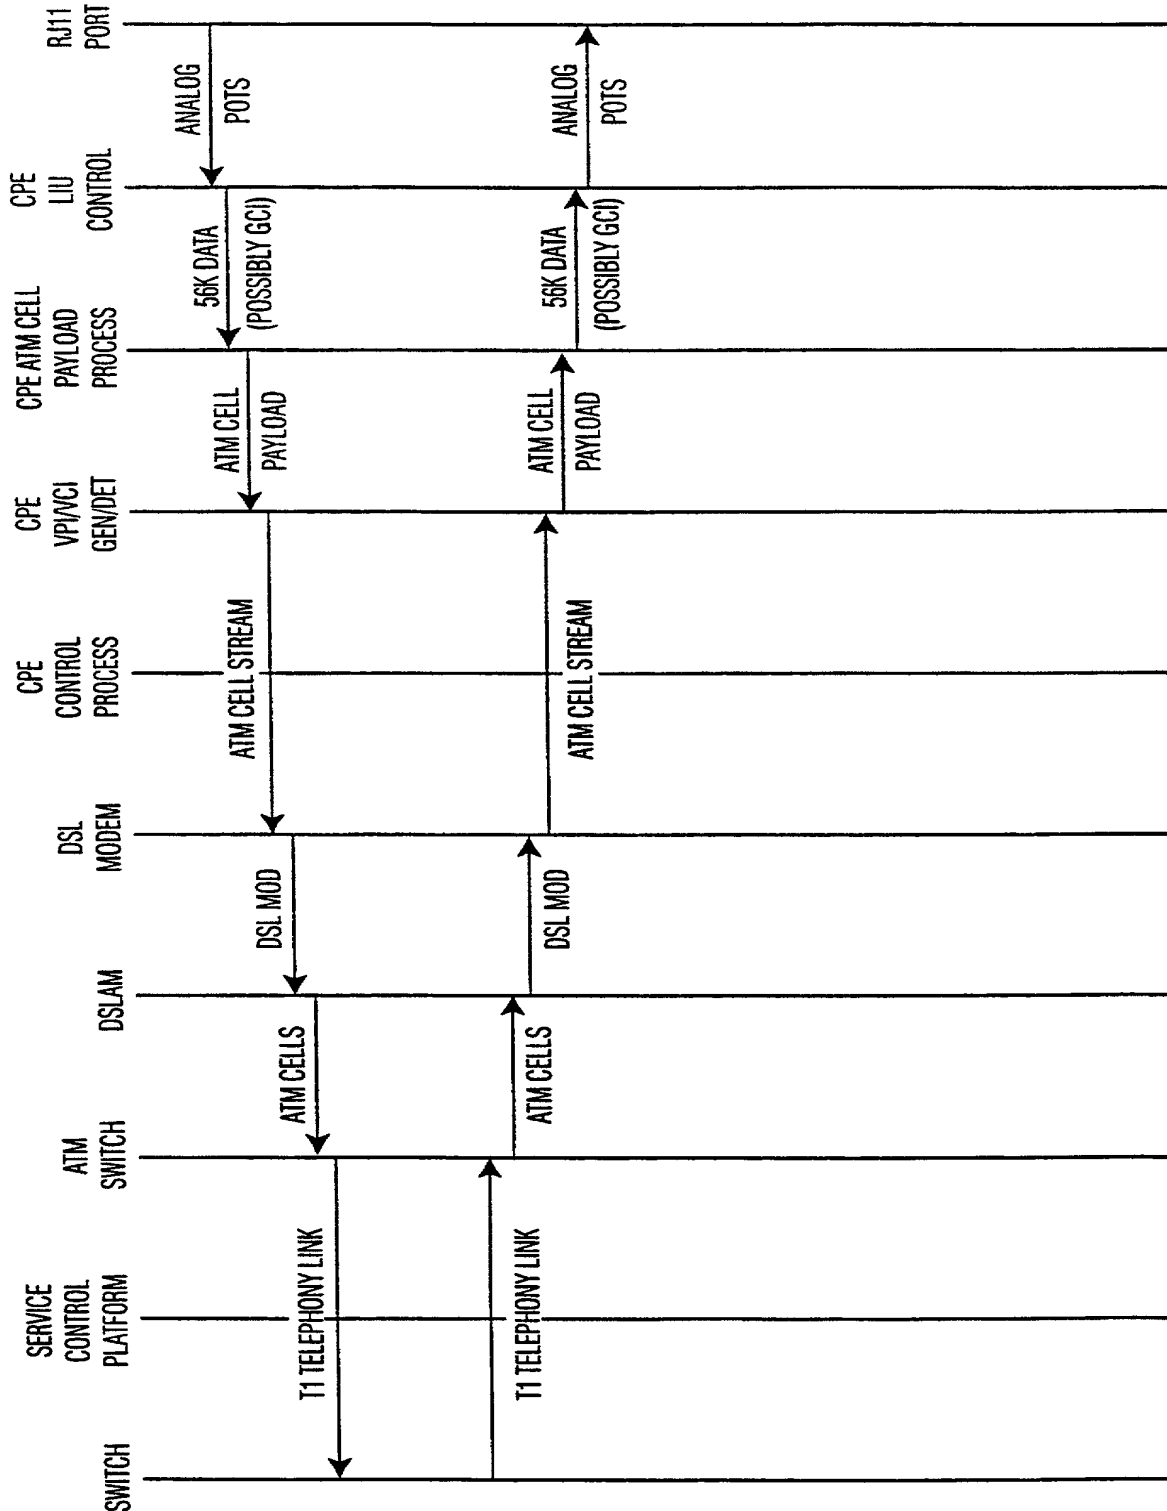 SWITCH
SERVICE
CONTROL
PLATFORM
ATM
SWITCH
DSLAM
DSL
MODEM
CPE
CONTROL
PROCESS
CPE
VPI/VCI
GEN/DET
CPE ATM CELL
PAYLOAD
PROCESS
CPE
LIU
CONTROL
RJ11
PORT
ANALOG
POTS
56K DATA
(POSSIBLY GCI)
ATM CELL
PAYLOAD
ATM CELL STREAM
DSL MOD
ATM CELLS
T1 TELEPHONY LINK
T1 TELEPHONY LINK
ATM CELLS
DSL MOD
ATM CELL STREAM
ATM CELL
PAYLOAD
56K DATA
(POSSIBLY GCI)
ANALOG
POTS